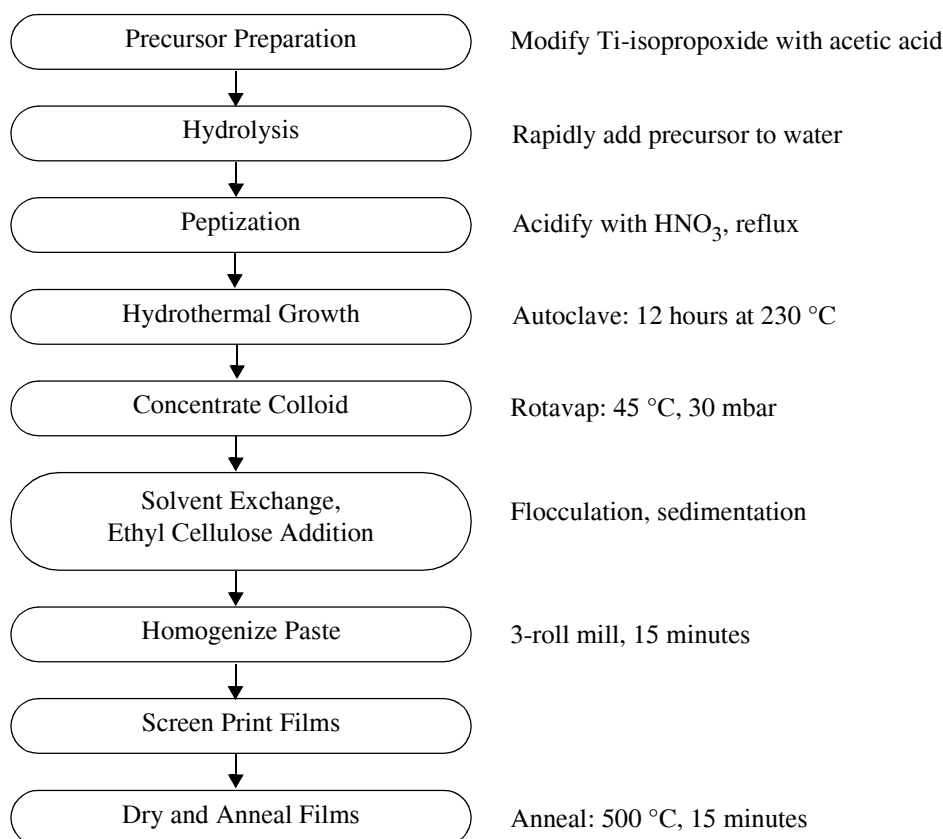 Precursor Preparation
Modify Ti-isopropoxide with acetic acid
Hydrolysis
Rapidly add precursor to water
Peptization
Acidify with HNO₃, reflux
Hydrothermal Growth
Autoclave: 12 hours at 230 °C
Concentrate Colloid
Rotavap: 45 °C, 30 mbar
Solvent Exchange,
Ethyl Cellulose Addition
Flocculation, sedimentation
Homogenize Paste
3-roll mill, 15 minutes
Screen Print Films
Dry and Anneal Films
Anneal: 500 °C, 15 minutes